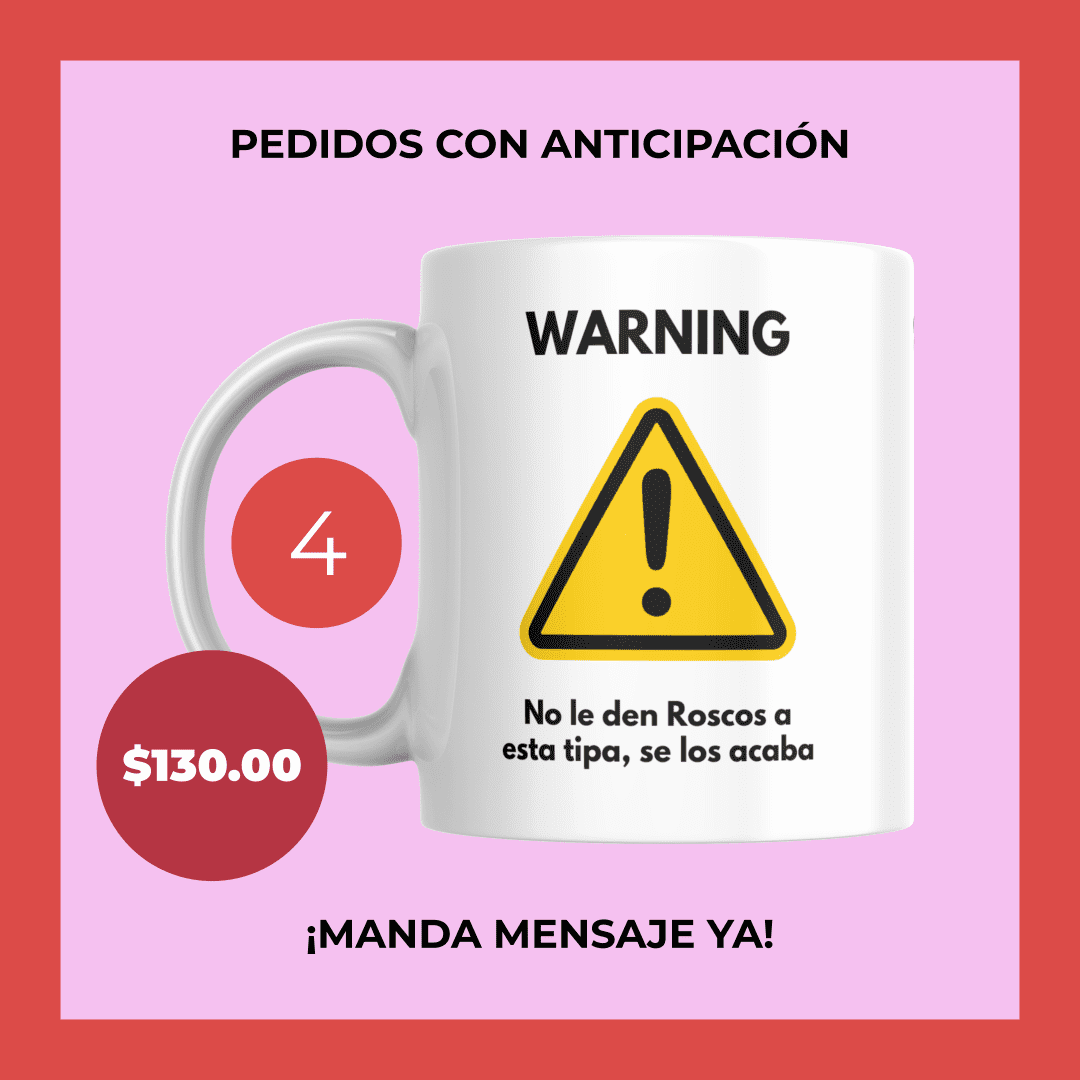 PEDIDOS CON ANTICIPACIÓN
WARNING
!
4
No le den Roscos a
esta tipa, se los acaba
$130.00
¡MANDA MENSAJE YA!